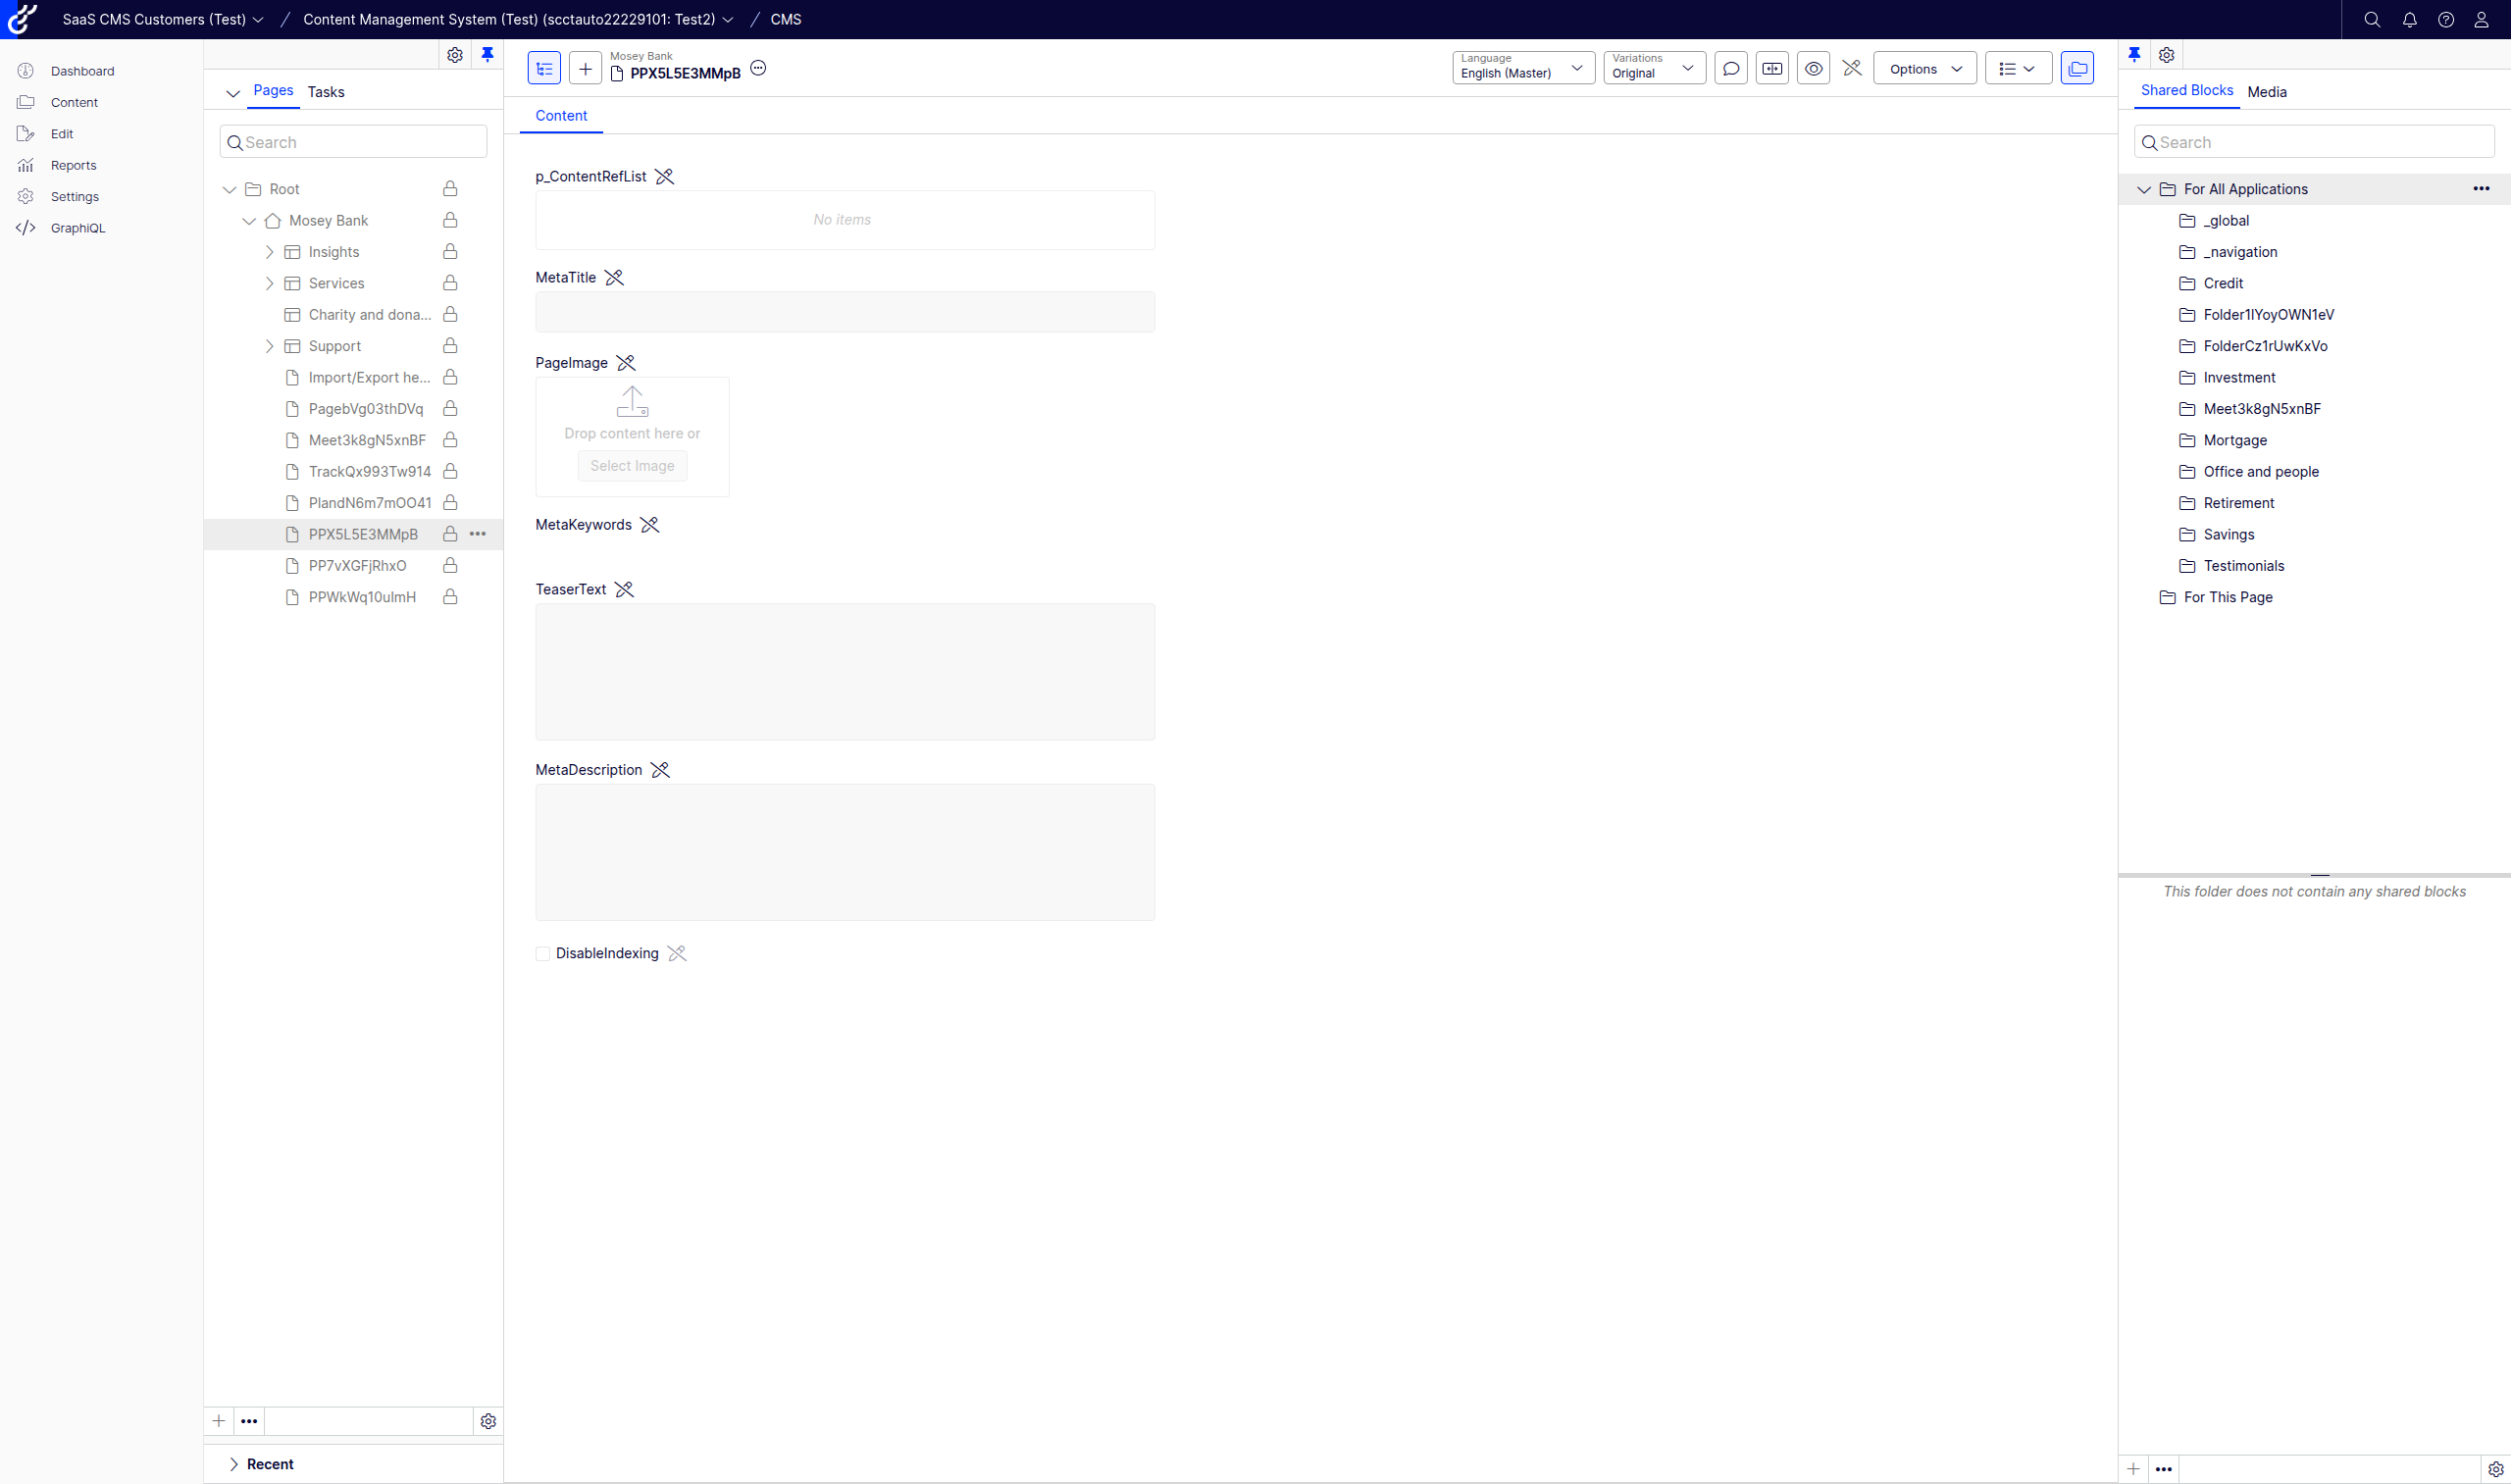 SaaS CMS Customers (Test) / Content Management System (Test) (scctauto22229101: Test2) / CMS
Dashboard
Content
Edit
Reports
Settings
GraphiQL
Pages Tasks
Search
Root
Mosey Bank
Insights
Services
Charity and dona...
Support
Import/Export he...
PagebVg03thDVq
Meet3k8gN5xnBF
TrackQx993Tw914
PlandN6m7mOO41
PPX5L5E3MMpB
PP7vXGFjRhxO
PPWkWq10ulmH
Recent
Mosey Bank
PPX5L5E3MMpB
Language
English (Master)
Variations
Original
Options
Content
p_ContentRefList
No items
MetaTitle
PageImage
Drop content here or
Select Image
MetaKeywords
TeaserText
MetaDescription
DisableIndexing
Shared Blocks Media
Search
For All Applications
_global
_navigation
Credit
Folder1lYoyOWN1eV
FolderCz1rUwKxVo
Investment
Meet3k8gN5xnBF
Mortgage
Office and people
Retirement
Savings
Testimonials
For This Page
This folder does not contain any shared blocks